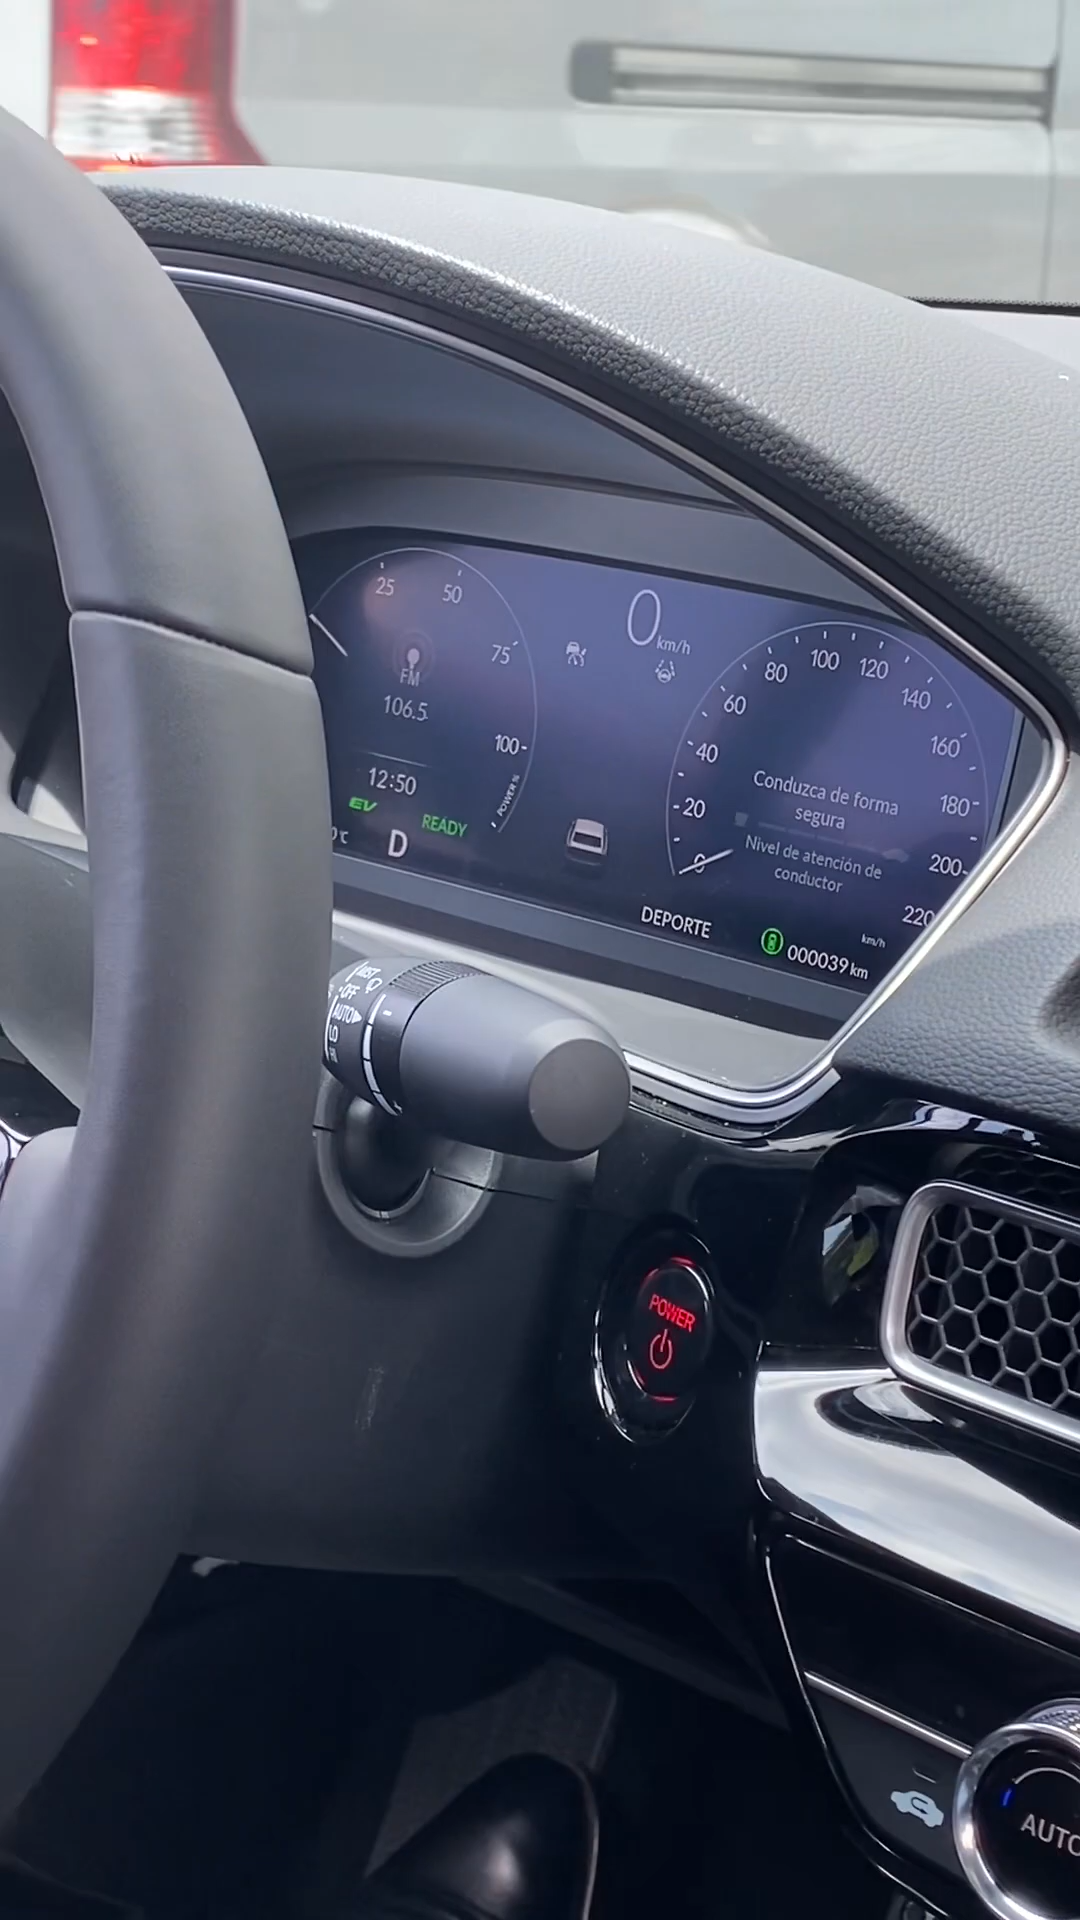 25
50
75
100
FM
106.5
12:50
EV
READY
D
POWER %
0
km/h
0
20
40
60
80
100
120
140
160
180
200
220
km/h
Conduzca de forma
segura
Nivel de atención de
conductor
DEPORTE
000039 km
OFF
AUTO
LO
POWER
AUTO